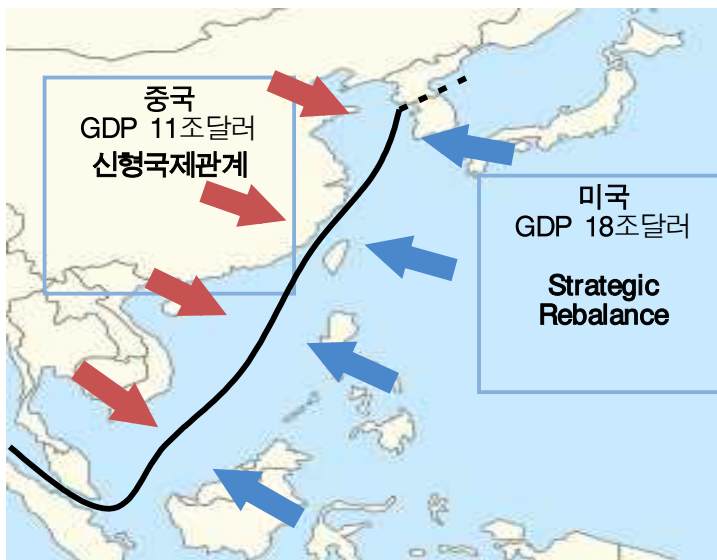 중국
GDP 11조달러
신형국제관계
미국
GDP 18조달러
Strategic
Rebalance